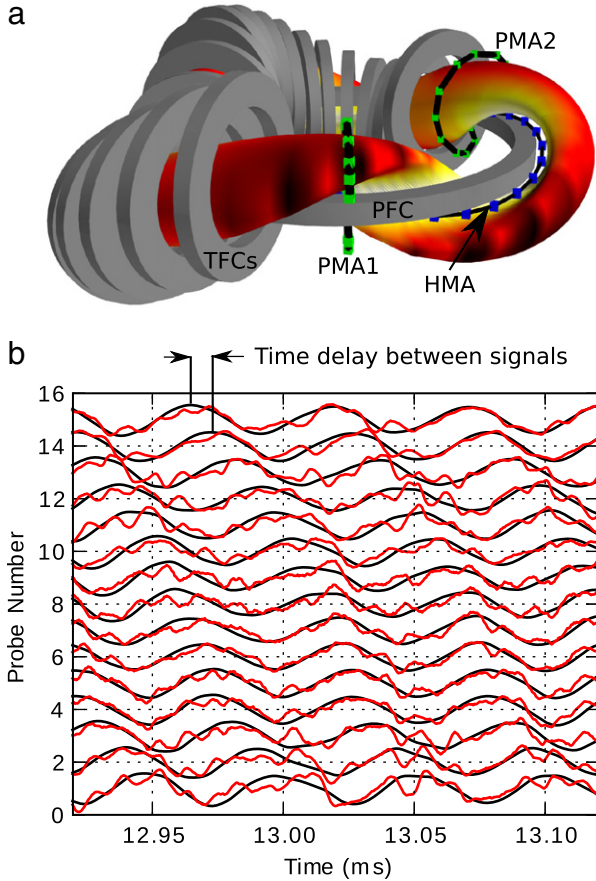 a
PMA2
PFC
TFCs
PMA1
HMA
b
Time delay between signals
16
14
12
10
8
6
4
2
0
Probe Number
12.95 13.00 13.05 13.10
Time (ms)